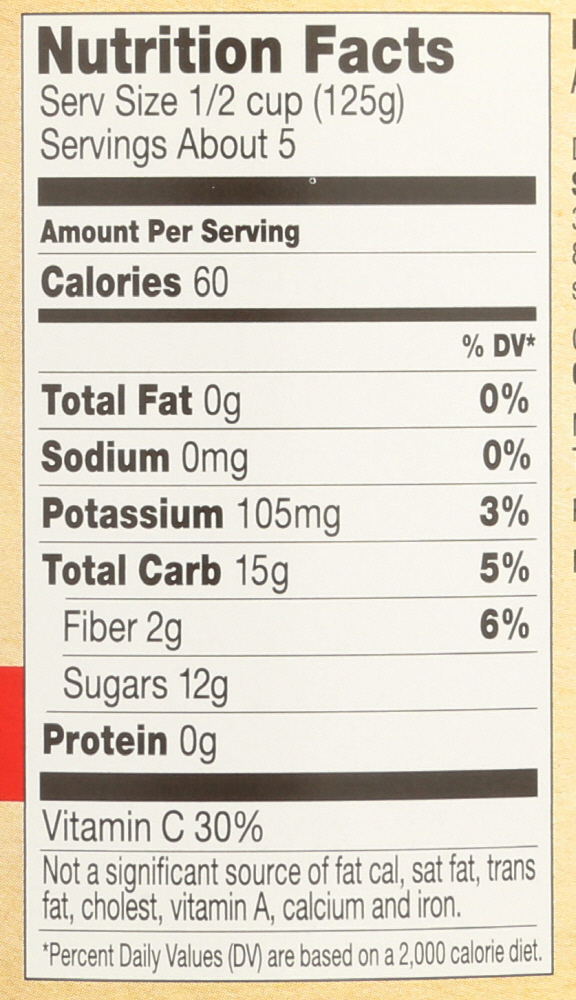 Nutrition Facts
Serv Size 1/2 cup (125g)
Servings About 5
Amount Per Serving
Calories 60
% DV*
Total Fat 0g 0%
Sodium 0mg 0%
Potassium 105mg 3%
Total Carb 15g 5%
Fiber 2g 6%
Sugars 12g
Protein 0g
Vitamin C 30%
Not a significant source of fat cal, sat fat, trans
fat, cholest, vitamin A, calcium and iron.
*Percent Daily Values (DV) are based on a 2,000 calorie diet.